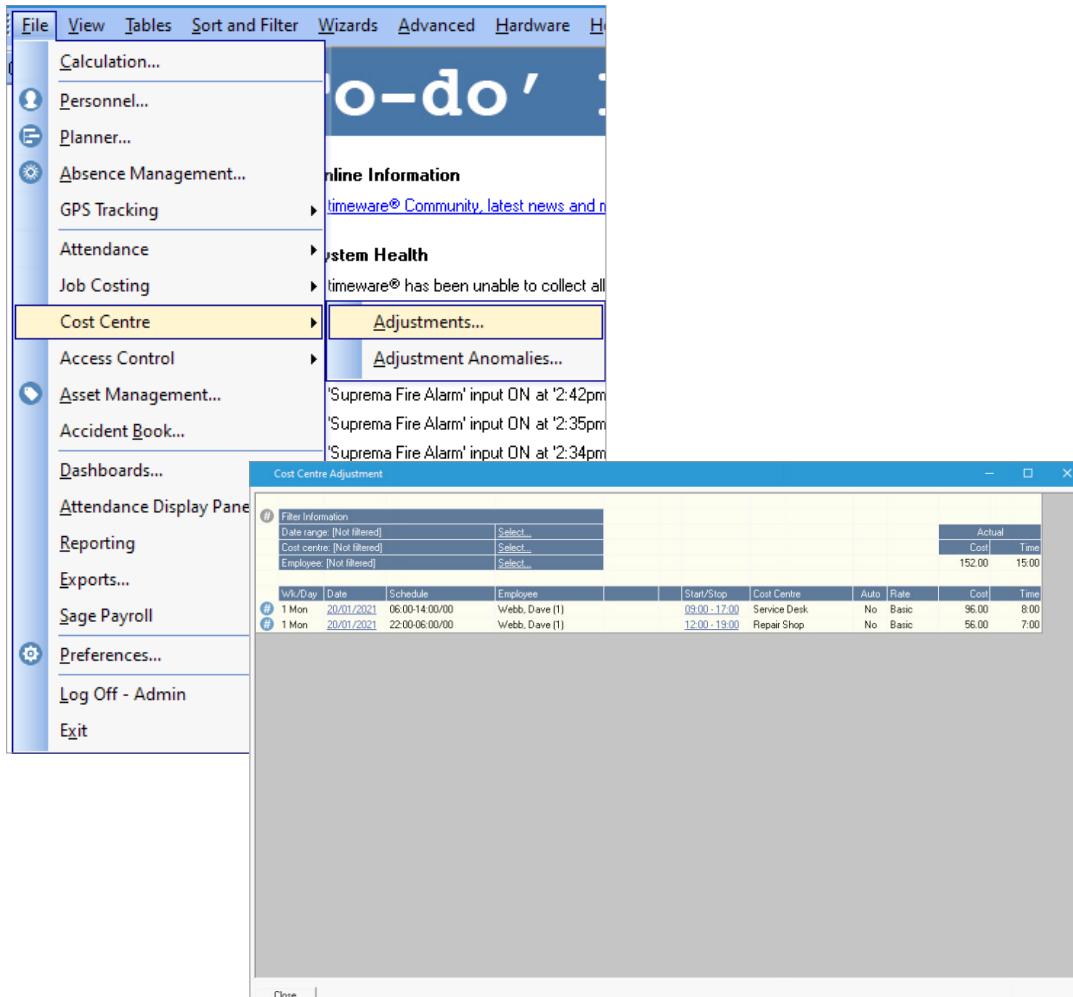 File View Tables Sort and Filter Wizards Advanced Hardware
Calculation...
Personnel...
Planner...
Absence Management...
GPS Tracking
Attendance
Job Costing
Cost Centre
Access Control
Asset Management...
Accident Book...
Dashboards...
Attendance Display Pane
Reporting
Exports...
Sage Payroll
Preferences...
Log Off - Admin
Exit
o-do'
nline Information
timeware® Community, latest news and
ystem Health
timeware® has been unable to collect all
Adjustments...
Adjustment Anomalies...
'Suprema Fire Alarm' input ON at '2:42pm
'Suprema Fire Alarm' input ON at '2:35pm
'Suprema Fire Alarm' input ON at '2:34pm
Cost Centre Adjustment
Filter Information
Date range: [Not filtered] Select... Actual
Cost centre: [Not filtered] Select... Cost Time
Employee: [Not filtered] Select... 152.00 15:00
Wk/Day Date Schedule Employee Start/Stop Cost Centre Auto Rate Cost Time
1 Mon 20/01/2021 06:00-14:00/00 Webb, Dave (1) 09:00 - 17:00 Service Desk No Basic 96.00 8:00
1 Mon 20/01/2021 22:00-06:00/00 Webb, Dave (1) 12:00 - 19:00 Repair Shop No Basic 56.00 7:00
Close